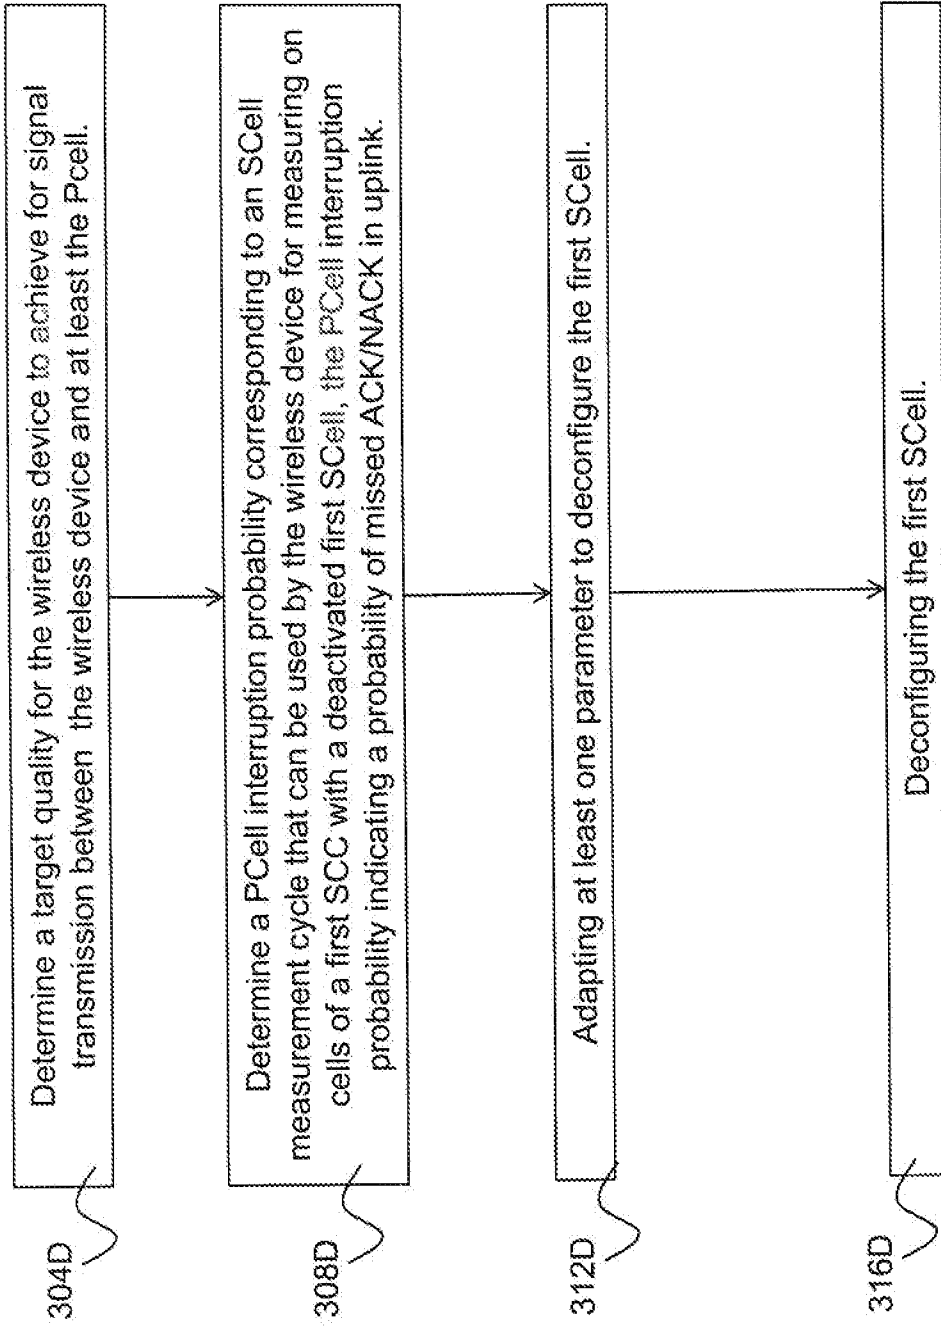 304D
Determine a target quality for the wireless device to achieve for signal
transmission between the wireless device and at least the Pcell.
308D
Determine a PCell interruption probability corresponding to an SCell
measurement cycle that can be used by the wireless device for measuring on
cells of a first SCC with a deactivated first SCell, the PCell interruption
probability indicating a probability of missed ACK/NACK in uplink.
312D
Adapting at least one parameter to deconfigure the first SCell.
316D
Deconfiguring the first SCell.